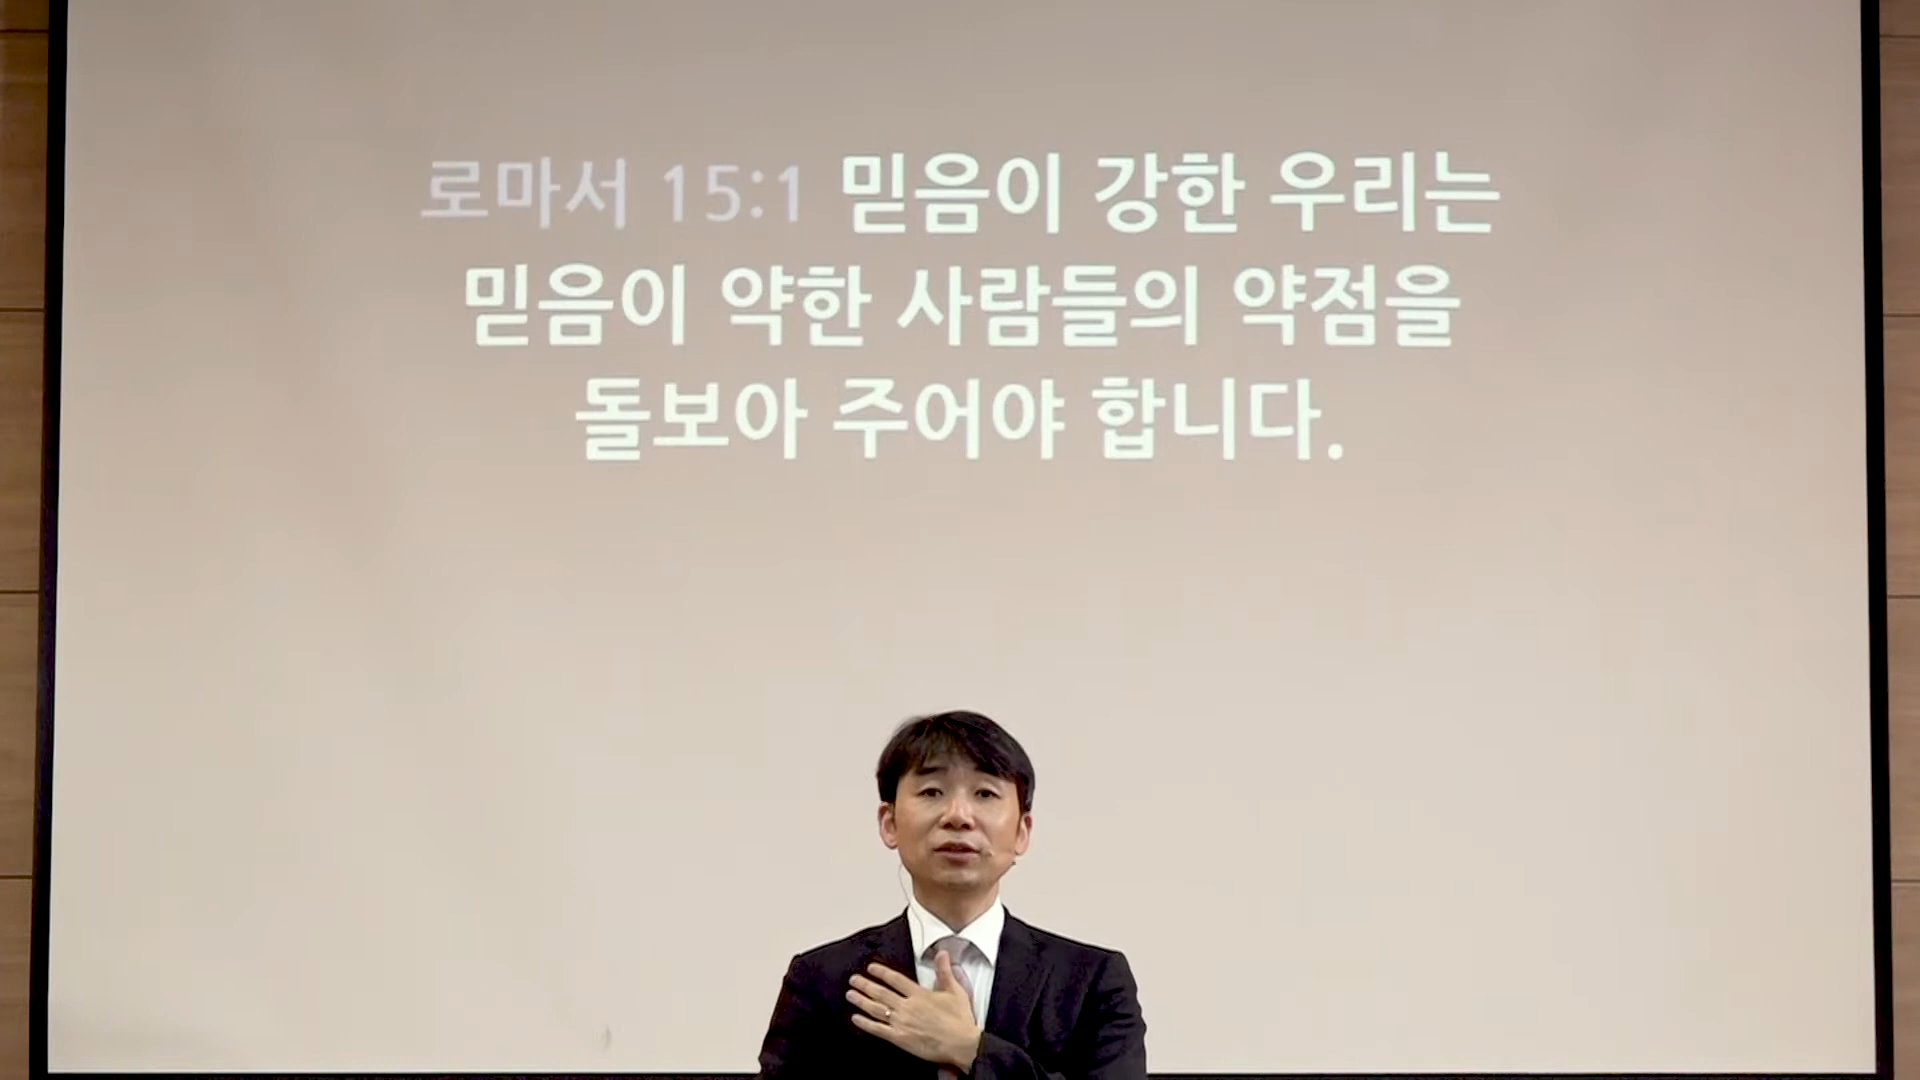 로마서 15:1 믿음이 강한 우리는
믿음이 약한 사람들의 약점을
돌보아 주어야 합니다.